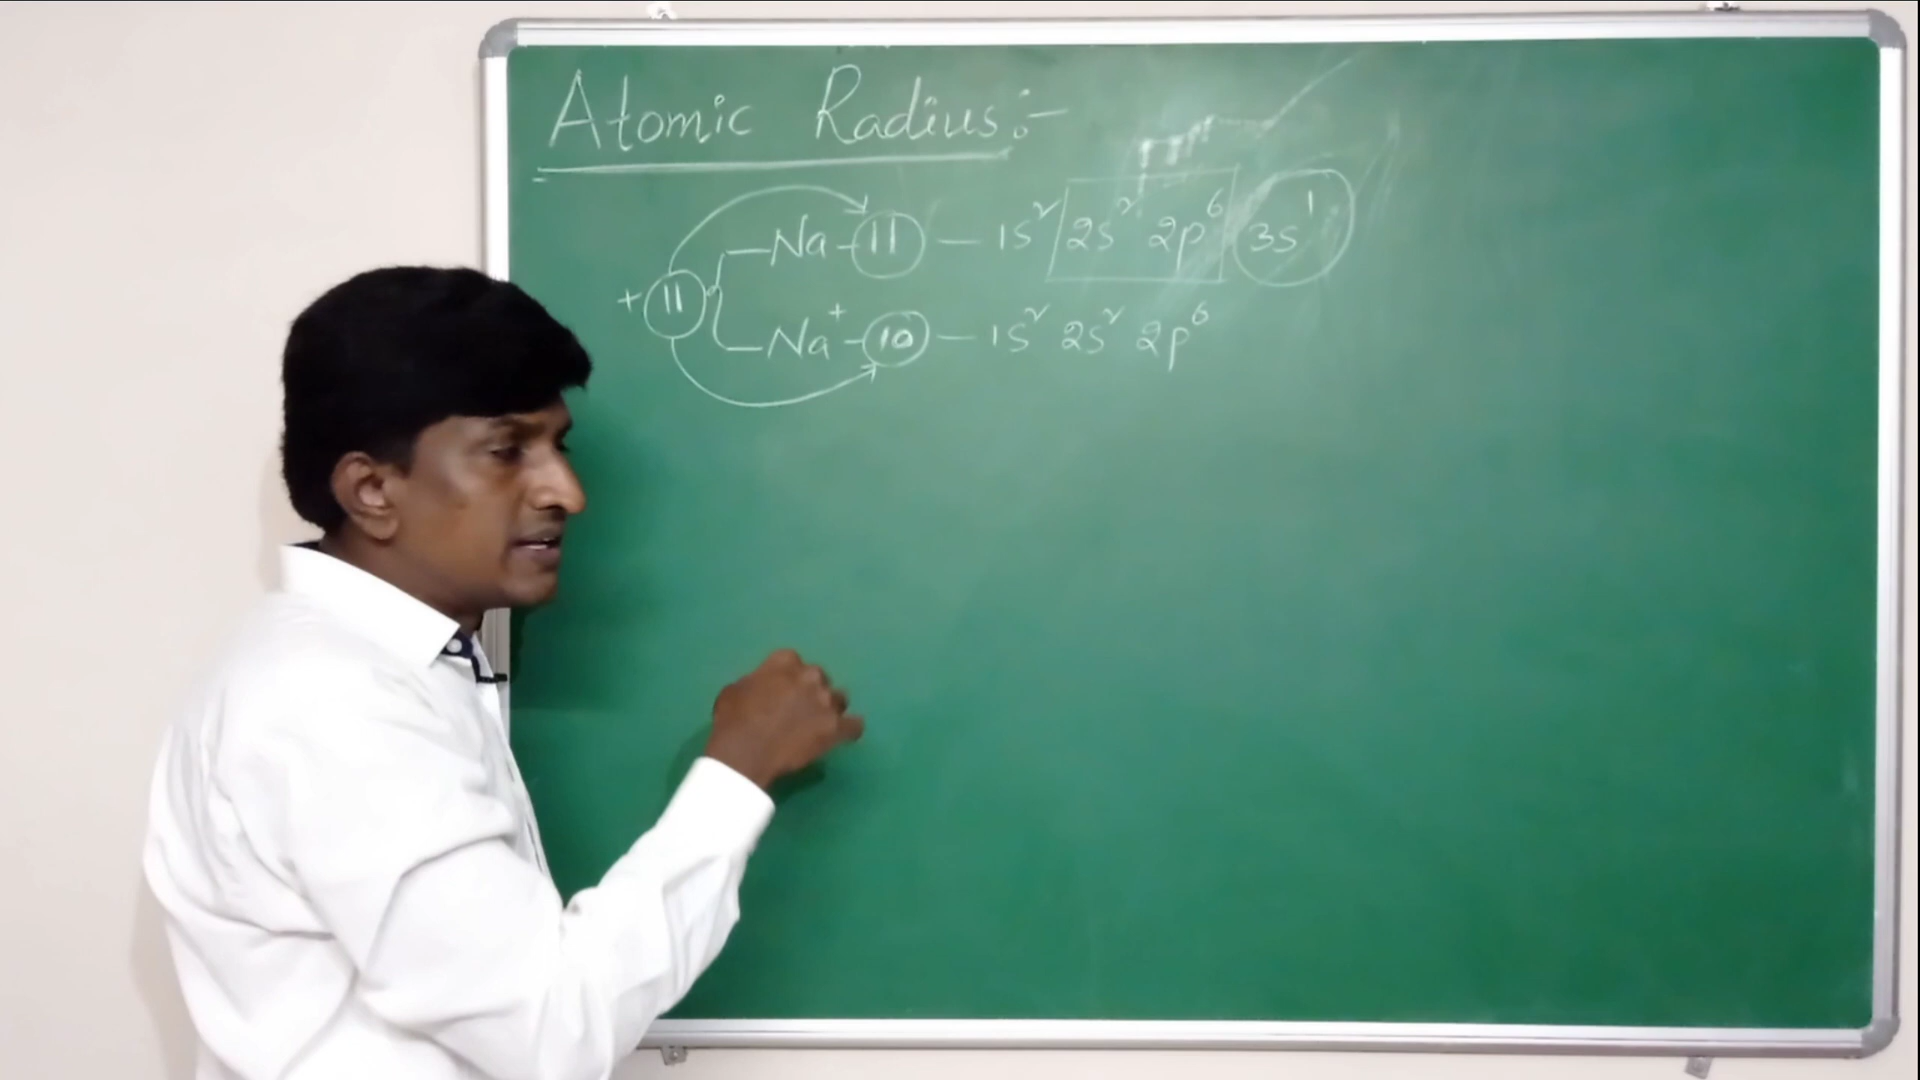 Atomic Radius:-
Na - 11 — 1s² 2s² 2p⁶ 3s¹
+11
Na⁺ - 10 — 1s² 2s² 2p⁶